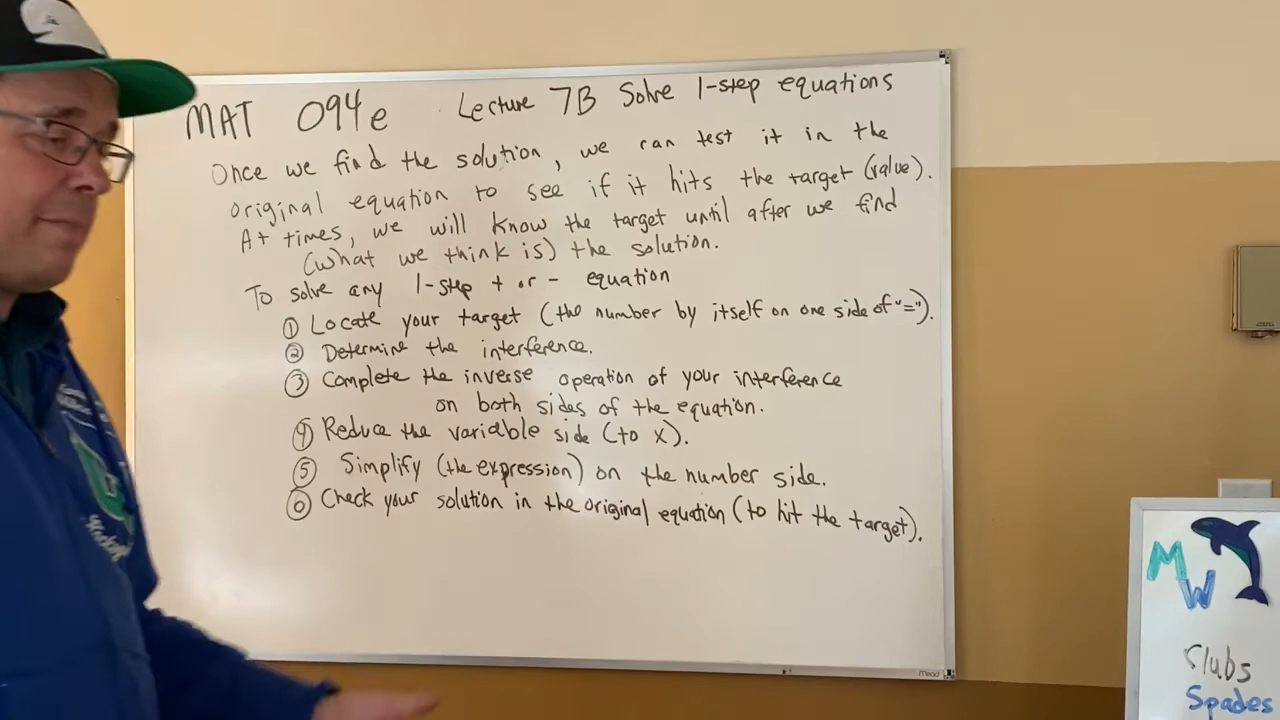 MAT 094e Lecture 7B Solve 1-step equations
Once we find the solution, we can test it in the
original equation to see if it hits the target (value).
At times, we will know the target until after we find
(what we think is) the solution.
To solve any 1-step + or - equation
① Locate your target (the number by itself on one side of "=").
② Determine the interference.
③ Complete the inverse operation of your interference
on both sides of the equation.
④ Reduce the variable side (to x).
⑤ Simplify (the expression) on the number side.
⑥ Check your solution in the original equation (to hit the target).
Mead
MW
Clubs
Spades